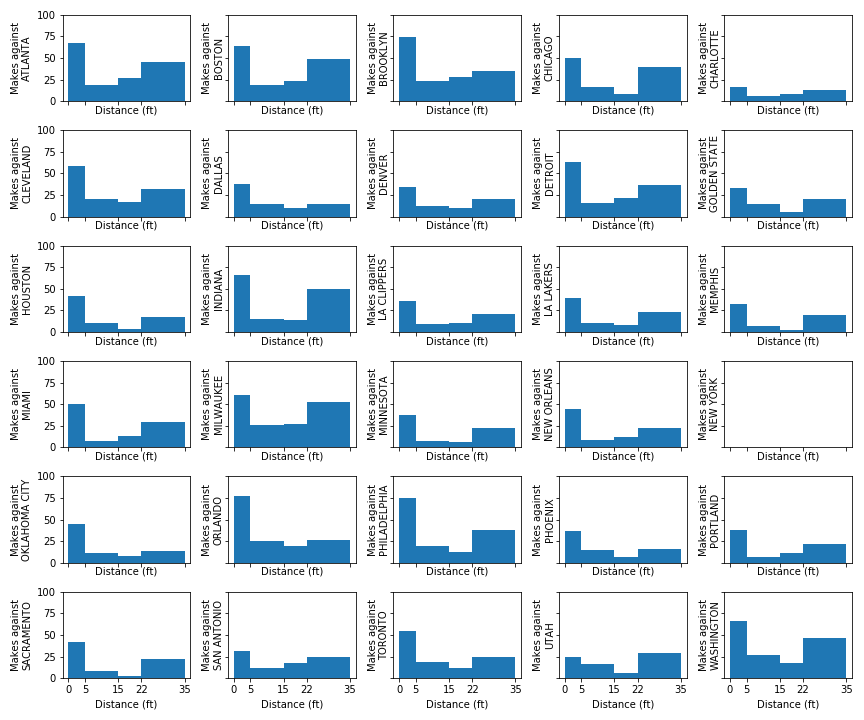 100
75
50
25
0
Makes against
ATLANTA
Distance (ft)
Makes against
BOSTON
Distance (ft)
Makes against
BROOKLYN
Distance (ft)
Makes against
CHICAGO
Distance (ft)
Makes against
CHARLOTTE
Distance (ft)
100
75
50
25
0
Makes against
CLEVELAND
Distance (ft)
Makes against
DALLAS
Distance (ft)
Makes against
DENVER
Distance (ft)
Makes against
DETROIT
Distance (ft)
Makes against
GOLDEN STATE
Distance (ft)
100
75
50
25
0
Makes against
HOUSTON
Distance (ft)
Makes against
INDIANA
Distance (ft)
Makes against
LA CLIPPERS
Distance (ft)
Makes against
LA LAKERS
Distance (ft)
Makes against
MEMPHIS
Distance (ft)
100
75
50
25
0
Makes against
MIAMI
Distance (ft)
Makes against
MILWAUKEE
Distance (ft)
Makes against
MINNESOTA
Distance (ft)
Makes against
NEW ORLEANS
Distance (ft)
Makes against
NEW YORK
Distance (ft)
100
75
50
25
0
Makes against
OKLAHOMA CITY
Distance (ft)
Makes against
ORLANDO
Distance (ft)
Makes against
PHILADELPHIA
Distance (ft)
Makes against
PHOENIX
Distance (ft)
Makes against
PORTLAND
Distance (ft)
100
75
50
25
0
Makes against
SACRAMENTO
0 5 15 22 35
Distance (ft)
Makes against
SAN ANTONIO
0 5 15 22 35
Distance (ft)
Makes against
TORONTO
0 5 15 22 35
Distance (ft)
Makes against
UTAH
0 5 15 22 35
Distance (ft)
Makes against
WASHINGTON
0 5 15 22 35
Distance (ft)